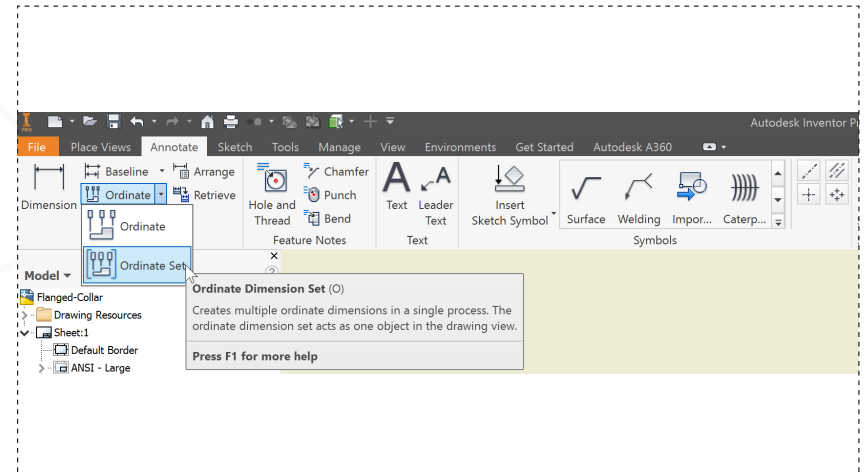 PRO
Autodesk Inventor P
File Place Views Annotate Sketch Tools Manage View Environments Get Started Autodesk A360
Dimension
Baseline
Ordinate
Arrange
Retrieve
Hole and
Thread
Chamfer
Punch
Bend
Feature Notes
Text
Leader
Text
Text
Insert
Sketch Symbol
Surface Welding Impor... Caterp...
Symbols
Ordinate
Ordinate Set
Model
Flanged-Collar
Drawing Resources
Sheet:1
Default Border
ANSI - Large
Ordinate Dimension Set (O)
Creates multiple ordinate dimensions in a single process. The
ordinate dimension set acts as one object in the drawing view.
Press F1 for more help